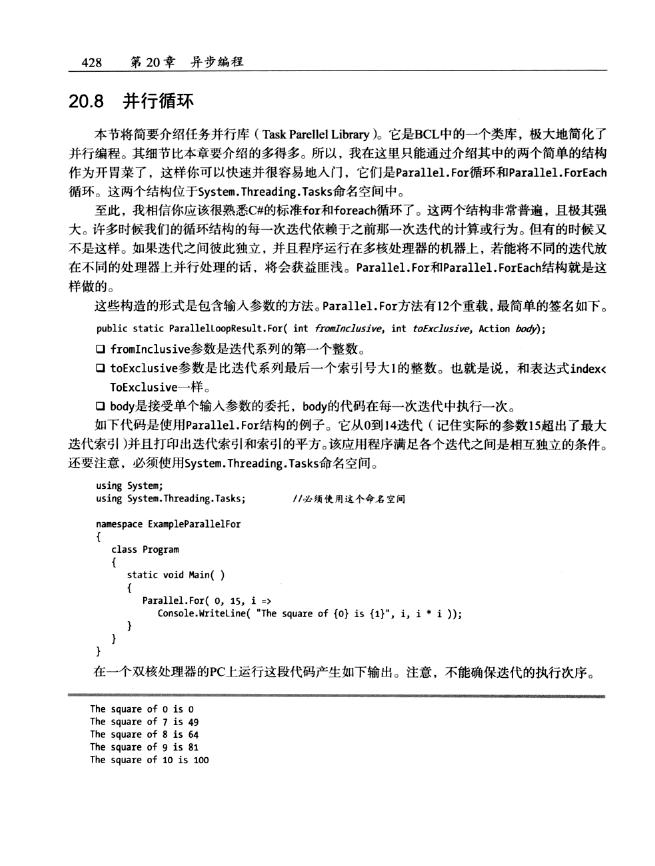 428 第 20 章 异步编程
20.8 并行循环
本节将简要介绍任务并行库（Task Parellel Library）。它是BCL中的一个类库，极大地简化了
并行编程。其细节比本章要介绍的多得多。所以，我在这里只能通过介绍其中的两个简单的结构
作为开胃菜了，这样你可以快速并很容易地入门，它们是Parallel.For循环和Parallel.ForEach
循环。这两个结构位于System.Threading.Tasks命名空间中。
至此，我相信你应该很熟悉C#的标准for和foreach循环了。这两个结构非常普遍，且极其强
大。许多时候我们的循环结构的每一次迭代依赖于之前那一次迭代的计算或行为。但有的时候又
不是这样。如果迭代之间彼此独立，并且程序运行在多核处理器的机器上，若能将不同的迭代放
在不同的处理器上并行处理的话，将会获益匪浅。Parallel.For和Parallel.ForEach结构就是这
样做的。
这些构造的形式是包含输入参数的方法。Parallel.For方法有12个重载，最简单的签名如下。
public static ParallelLoopResult.For( int fromInclusive, int toExclusive, Action body);
❑ fromInclusive参数是迭代系列的第一个整数。
❑ toExclusive参数是比迭代系列最后一个索引号大1的整数。也就是说，和表达式index<
ToExclusive一样。
❑ body是接受单个输入参数的委托，body的代码在每一次迭代中执行一次。
如下代码是使用Parallel.For结构的例子。它从0到14迭代（记住实际的参数15超出了最大
迭代索引）并且打印出迭代索引和索引的平方。该应用程序满足各个迭代之间是相互独立的条件。
还要注意，必须使用System.Threading.Tasks命名空间。
using System;
using System.Threading.Tasks; //必须使用这个命名空间
namespace ExampleParallelFor
{
class Program
{
static void Main( )
{
Parallel.For( 0, 15, i =>
Console.WriteLine( "The square of {0} is {1}", i, i * i ));
}
}
}
在一个双核处理器的PC上运行这段代码产生如下输出。注意，不能确保迭代的执行次序。
The square of 0 is 0
The square of 7 is 49
The square of 8 is 64
The square of 9 is 81
The square of 10 is 100